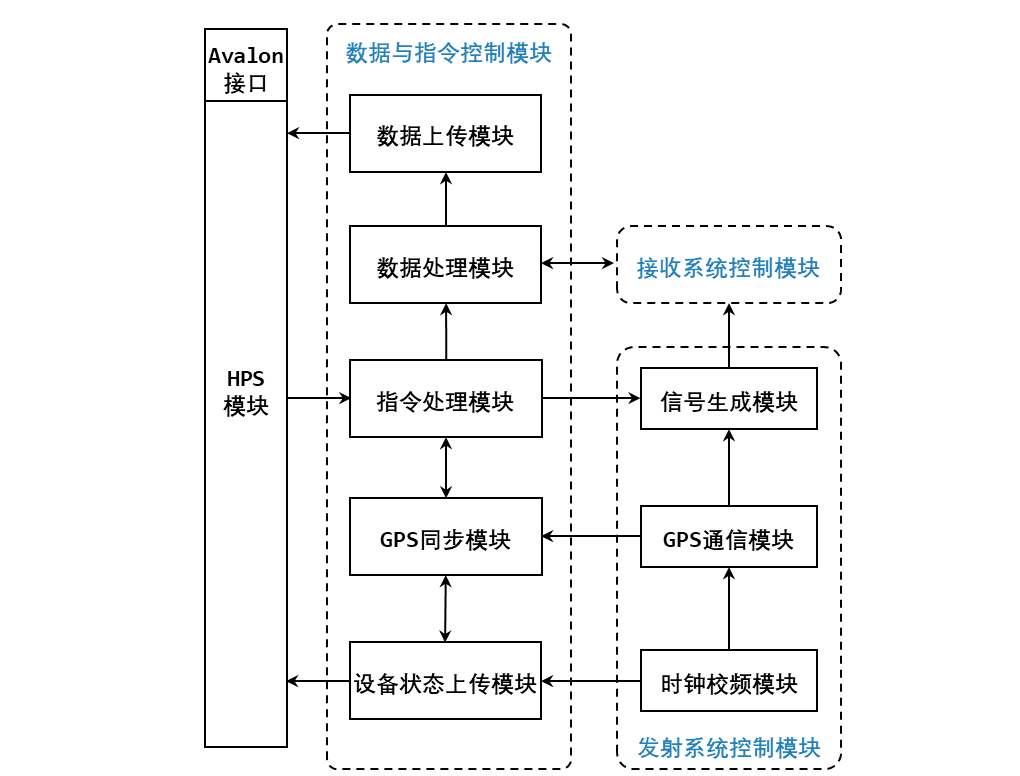 Avalon
接口
HPS
模块
数据与指令控制模块
数据上传模块
数据处理模块
指令处理模块
GPS同步模块
设备状态上传模块
接收系统控制模块
信号生成模块
GPS通信模块
时钟校频模块
发射系统控制模块